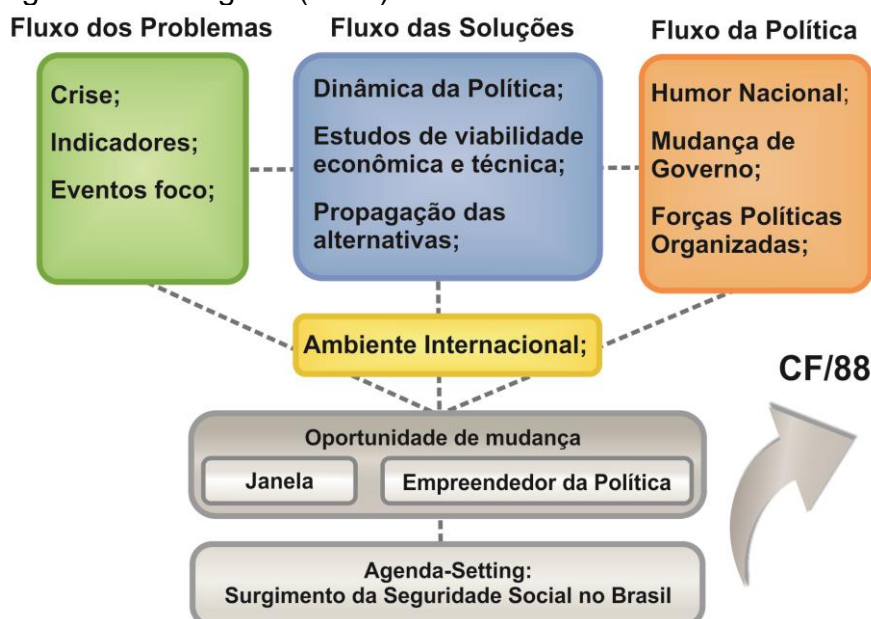 Fluxo dos Problemas
Fluxo das Soluções
Fluxo da Política
Crise;
Indicadores;
Eventos foco;
Dinâmica da Política;
Estudos de viabilidade
econômica e técnica;
Propagação das
alternativas;
Humor Nacional;
Mudança de
Governo;
Forças Políticas
Organizadas;
Ambiente Internacional;
CF/88
Oportunidade de mudança
Janela
Empreendedor da Política
Agenda-Setting:
Surgimento da Seguridade Social no Brasil